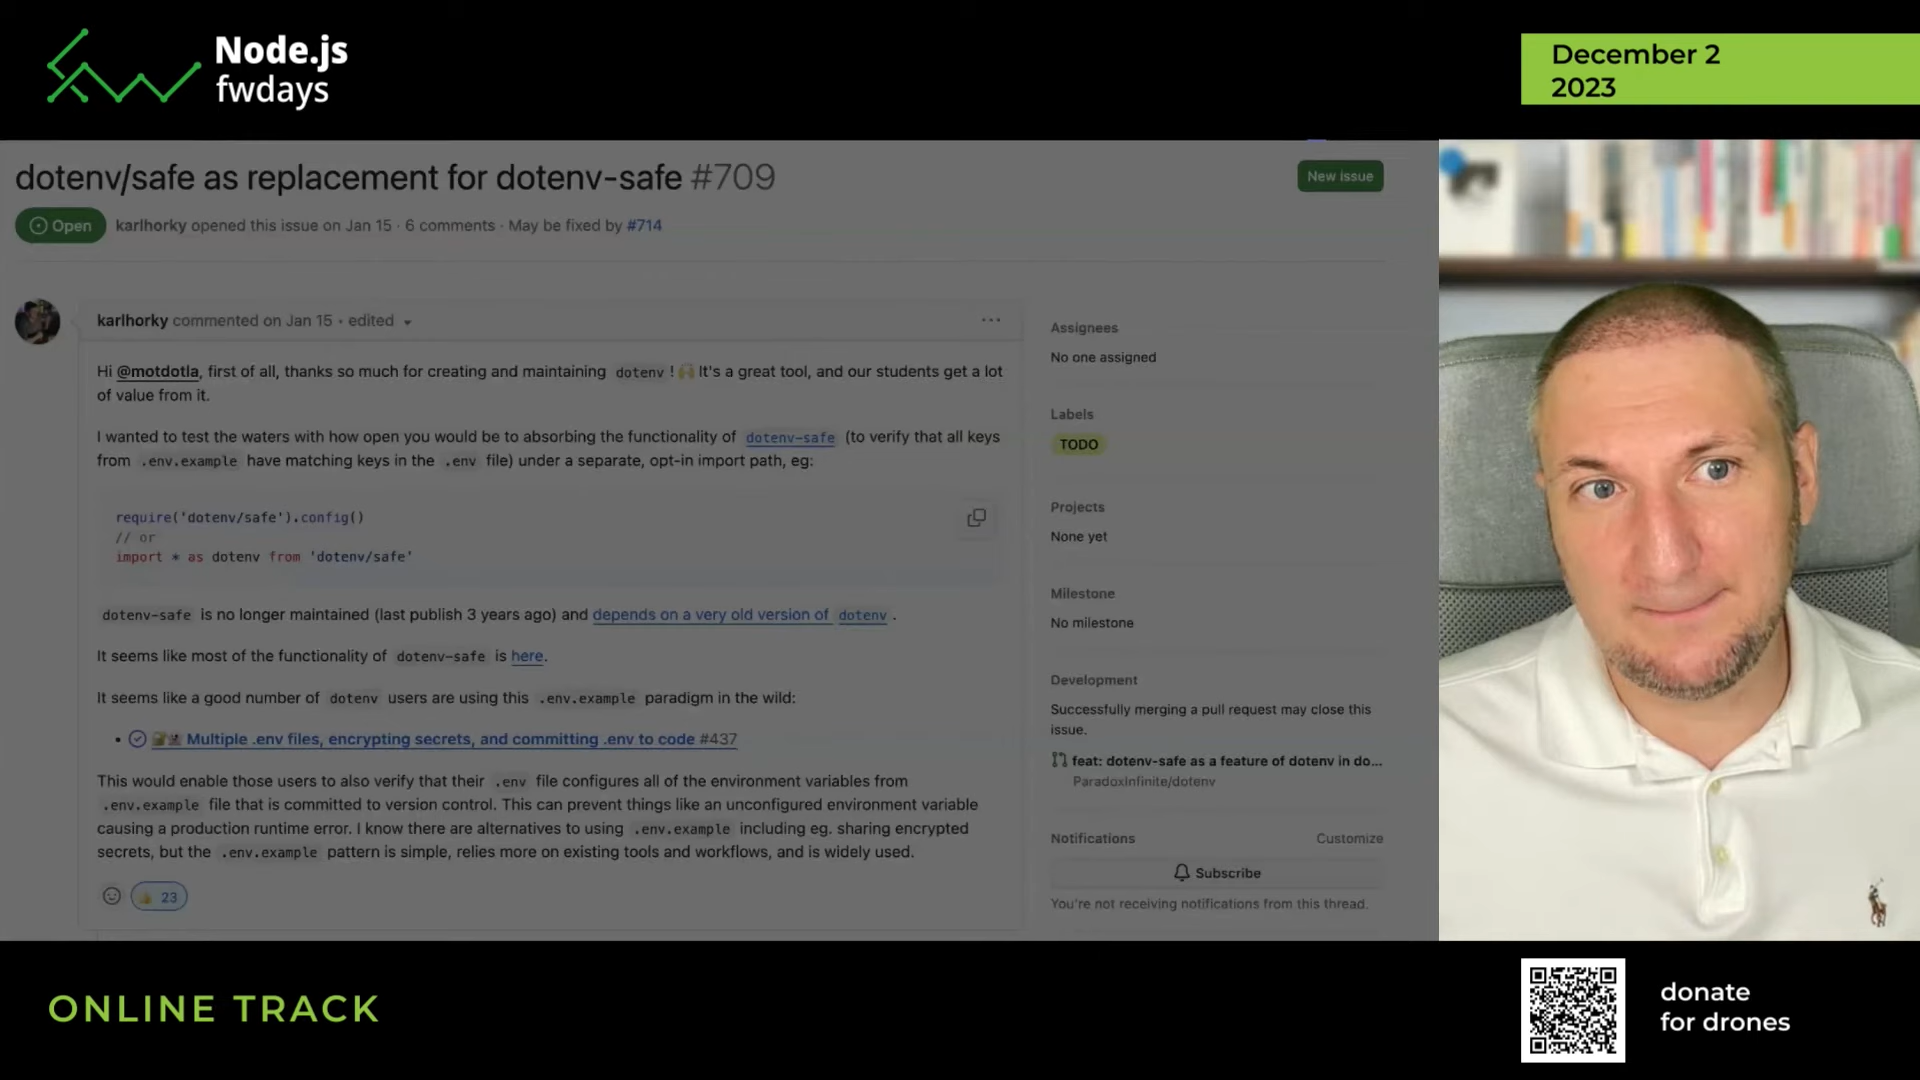 Node.js
fwdays
December 2
2023
dotenv/safe as replacement for dotenv-safe #709
New issue
Open
karlhorky opened this issue on Jan 15 · 6 comments · May be fixed by #714
karlhorky commented on Jan 15 • edited
Hi @motdotla, first of all, thanks so much for creating and maintaining dotenv ! 🙌 It's a great tool, and our students get a lot
of value from it.
I wanted to test the waters with how open you would be to absorbing the functionality of dotenv-safe (to verify that all keys
from .env.example have matching keys in the .env file) under a separate, opt-in import path, eg:
require('dotenv/safe').config()
// or
import * as dotenv from 'dotenv/safe'
dotenv-safe is no longer maintained (last publish 3 years ago) and depends on a very old version of dotenv .
It seems like most of the functionality of dotenv-safe is here.
It seems like a good number of dotenv users are using this .env.example paradigm in the wild:
• Multiple .env files, encrypting secrets, and committing .env to code #437
This would enable those users to also verify that their .env file configures all of the environment variables from
.env.example file that is committed to version control. This can prevent things like an unconfigured environment variable
causing a production runtime error. I know there are alternatives to using .env.example including eg. sharing encrypted
secrets, but the .env.example pattern is simple, relies more on existing tools and workflows, and is widely used.
👍 23
Assignees
No one assigned
Labels
TODO
Projects
None yet
Milestone
No milestone
Development
Successfully merging a pull request may close this
issue.
feat: dotenv-safe as a feature of dotenv in do...
ParadoxInfinite/dotenv
Notifications
Customize
Subscribe
You're not receiving notifications from this thread.
ONLINE TRACK
donate
for drones